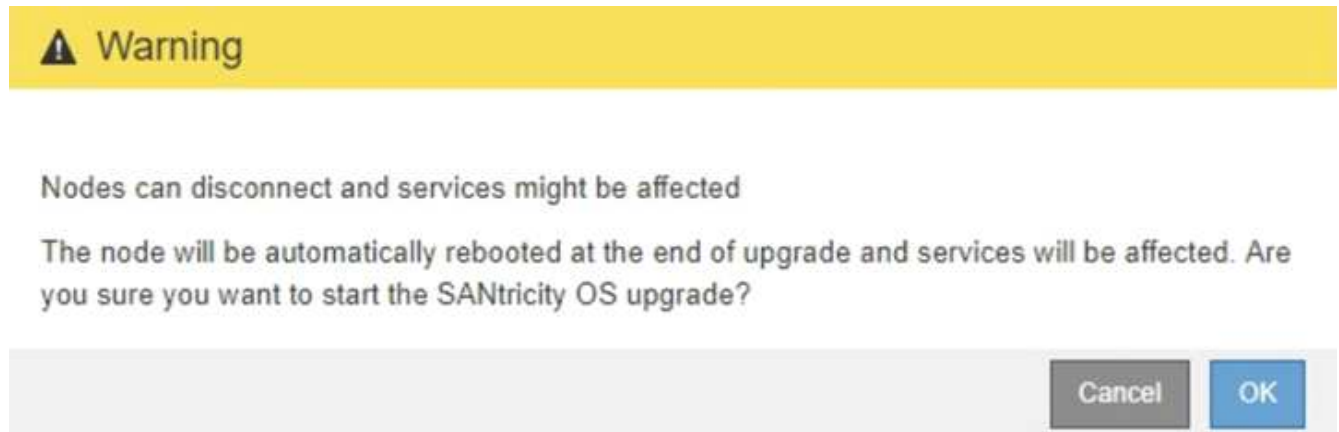 Warning
Nodes can disconnect and services might be affected
The node will be automatically rebooted at the end of upgrade and services will be affected. Are
you sure you want to start the SANtricity OS upgrade?
Cancel
OK